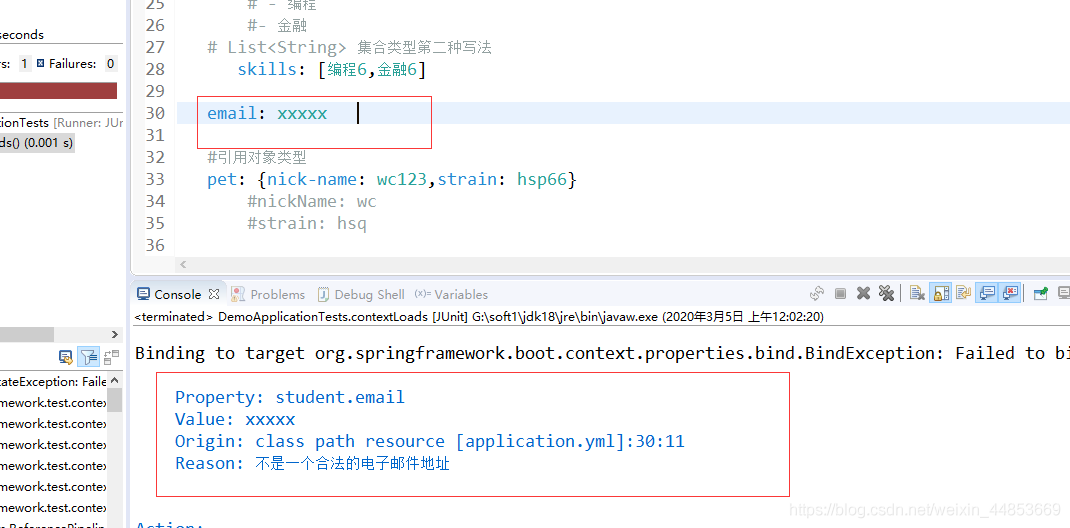 seconds
rs: 1 Failures: 0
ionTests [Runner: JUr
ds() (0.001 s)
25 # - 编程
26 #- 金融
27 # List<String> 集合类型第二种写法
28 skills: [编程6,金融6]
29
30 email: xxxxx
31
32 #引用对象类型
33 pet: {nick-name: wc123,strain: hsp66}
34 #nickName: wc
35 #strain: hsq
36
Console Problems Debug Shell (x)= Variables
<terminated> DemoApplicationTests.contextLoads [JUnit] G:\soft1\jdk18\jre\bin\javaw.exe (2020年3月5日 上午12:02:20)
Binding to target org.springframework.boot.context.properties.bind.BindException: Failed to bi
Property: student.email
Value: xxxxx
Origin: class path resource [application.yml]:30:11
Reason: 不是一个合法的电子邮件地址
Action:
tateException: Faile
mework.test.contex
mework.test.contex
mework.test.contex
mework.test.contex
mework.test.contex
mework.test.contex
https://blog.csdn.net/weixin_44853669